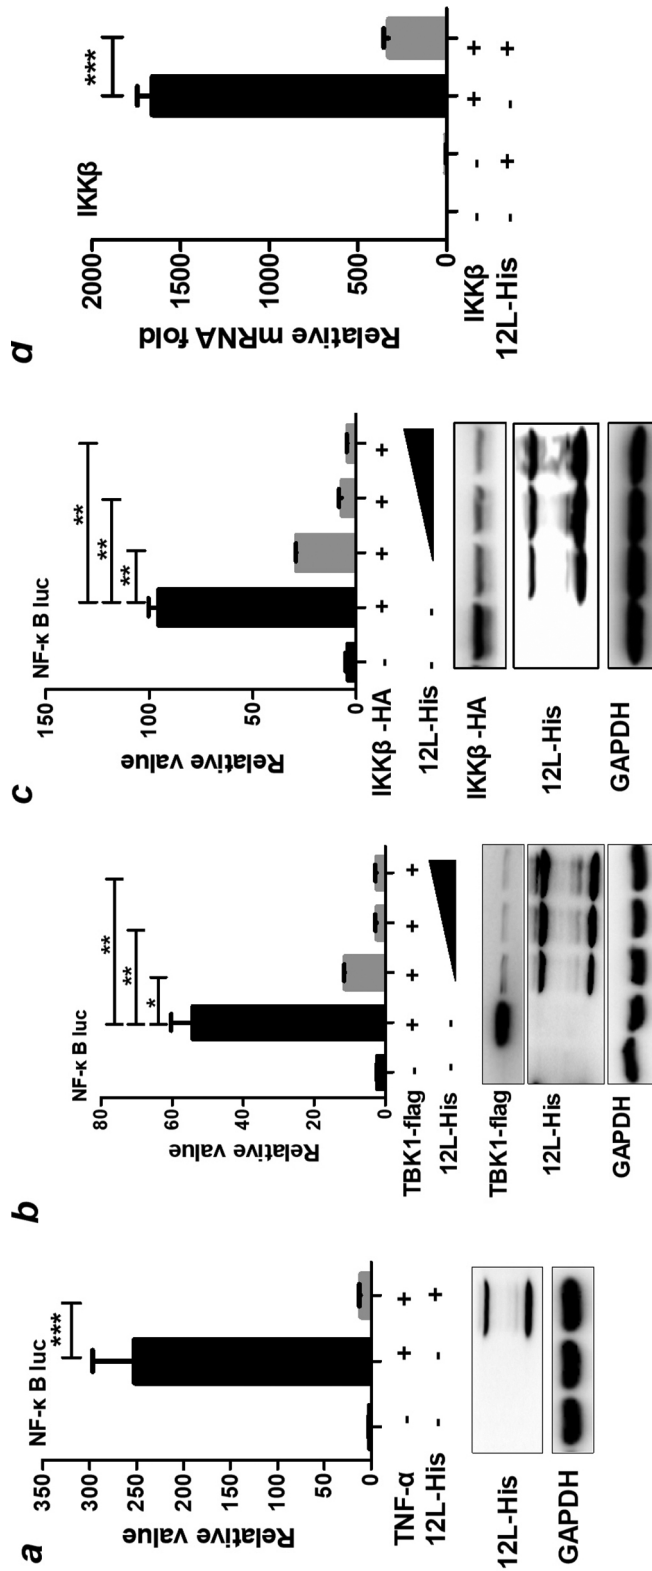 a
NF-κ B luc
***
Relative value
350
300
250
200
150
100
50
0
TNF-α - + +
12L-His - - +
12L-His
GAPDH
b
NF-κ B luc
**
**
*
Relative value
80
60
40
20
0
TBK1-flag - + + + +
12L-His - -
TBK1-flag
12L-His
GAPDH
c
NF-κ B luc
**
**
**
Relative value
150
100
50
0
IKKβ -HA - + + + +
12L-His - -
IKKβ -HA
12L-His
GAPDH
d
IKKβ
***
Relative mRNA fold
2000
1500
1000
500
0
IKKβ - - + +
12L-His - + - +